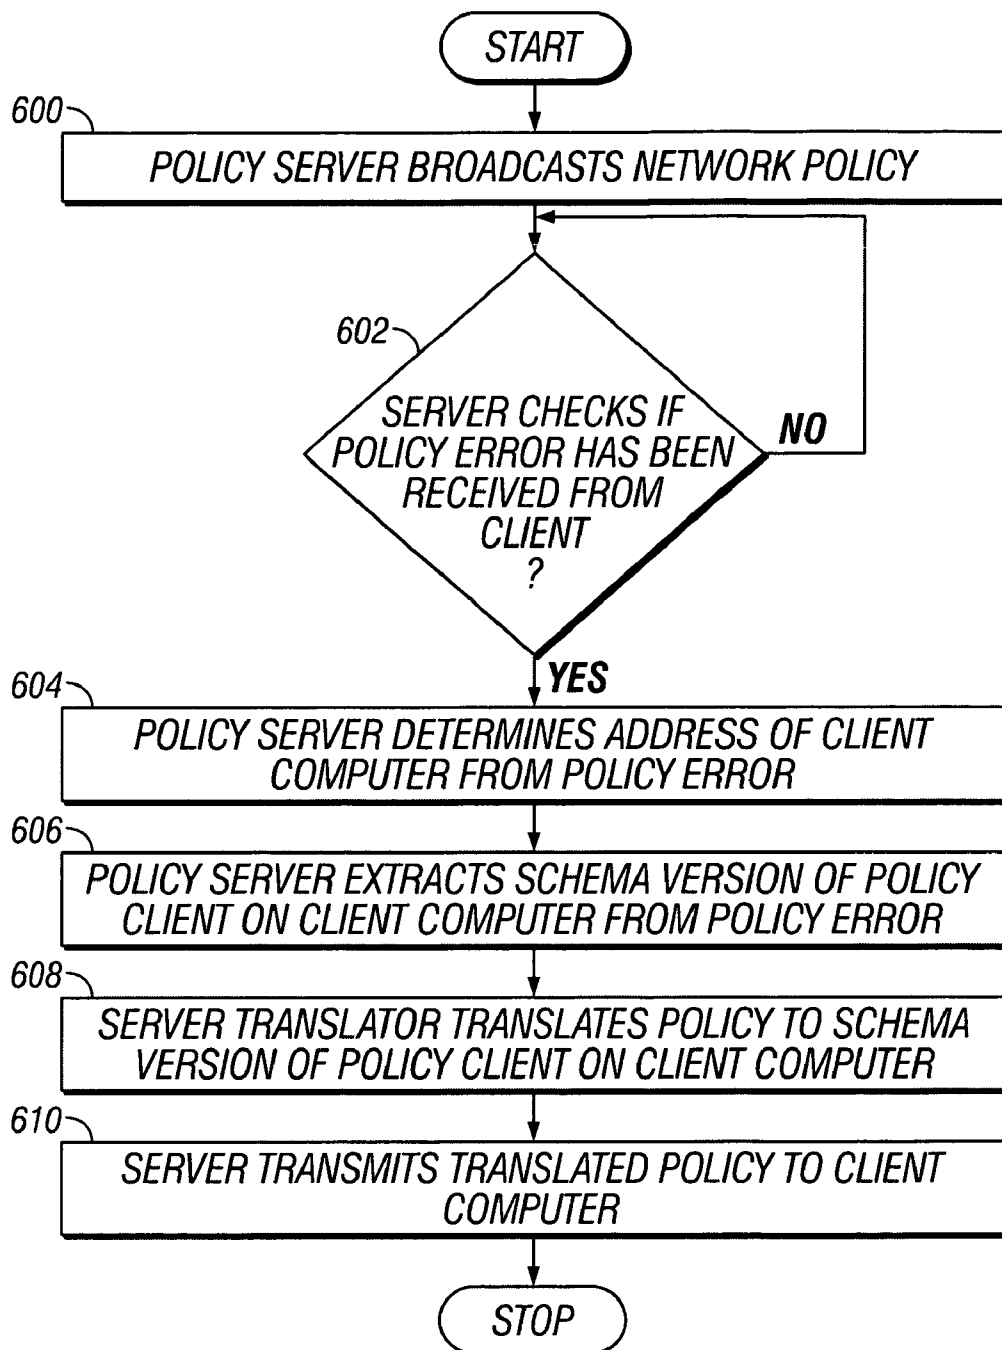 START
600
POLICY SERVER BROADCASTS NETWORK POLICY
602
SERVER CHECKS IF
POLICY ERROR HAS BEEN
RECEIVED FROM
CLIENT
?
NO
YES
604
POLICY SERVER DETERMINES ADDRESS OF CLIENT
COMPUTER FROM POLICY ERROR
606
POLICY SERVER EXTRACTS SCHEMA VERSION OF POLICY
CLIENT ON CLIENT COMPUTER FROM POLICY ERROR
608
SERVER TRANSLATOR TRANSLATES POLICY TO SCHEMA
VERSION OF POLICY CLIENT ON CLIENT COMPUTER
610
SERVER TRANSMITS TRANSLATED POLICY TO CLIENT
COMPUTER
STOP